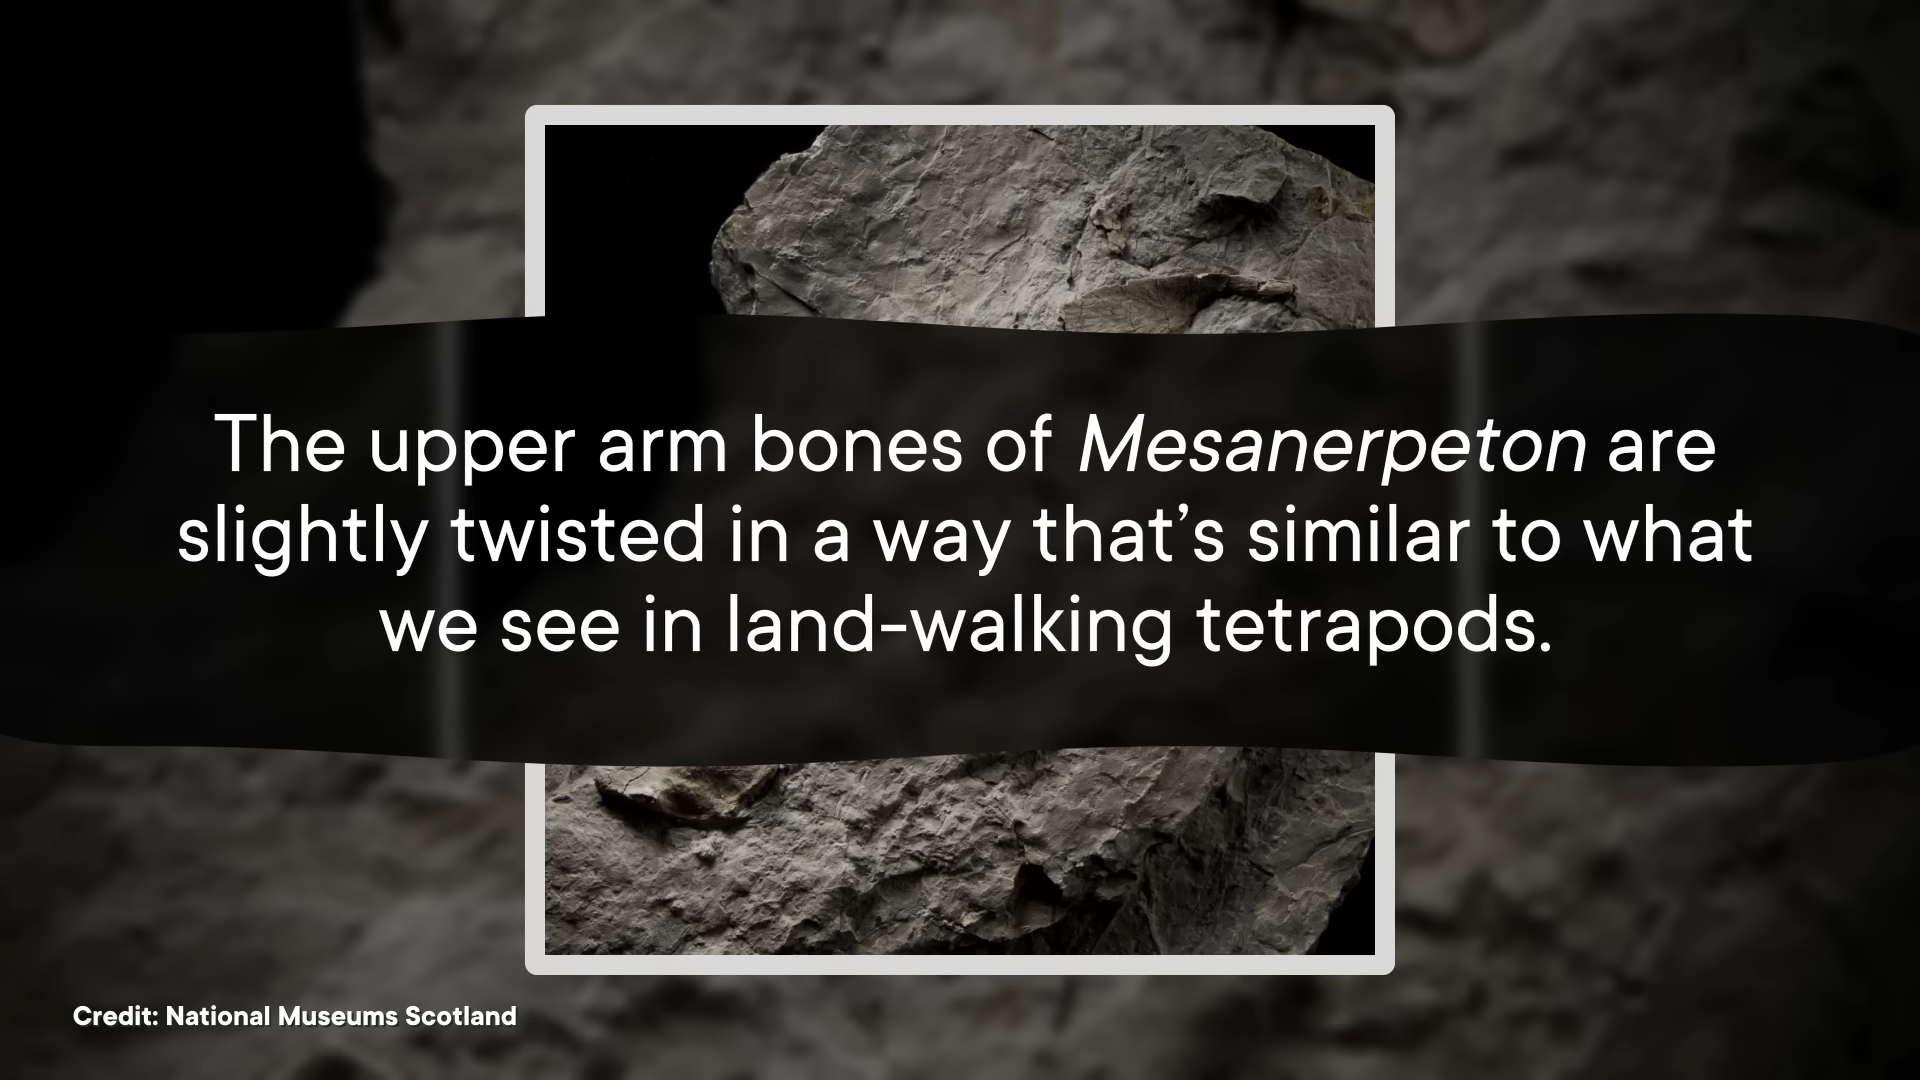 The upper arm bones of Mesanerpeton are
slightly twisted in a way that’s similar to what
we see in land-walking tetrapods.
Credit: National Museums Scotland